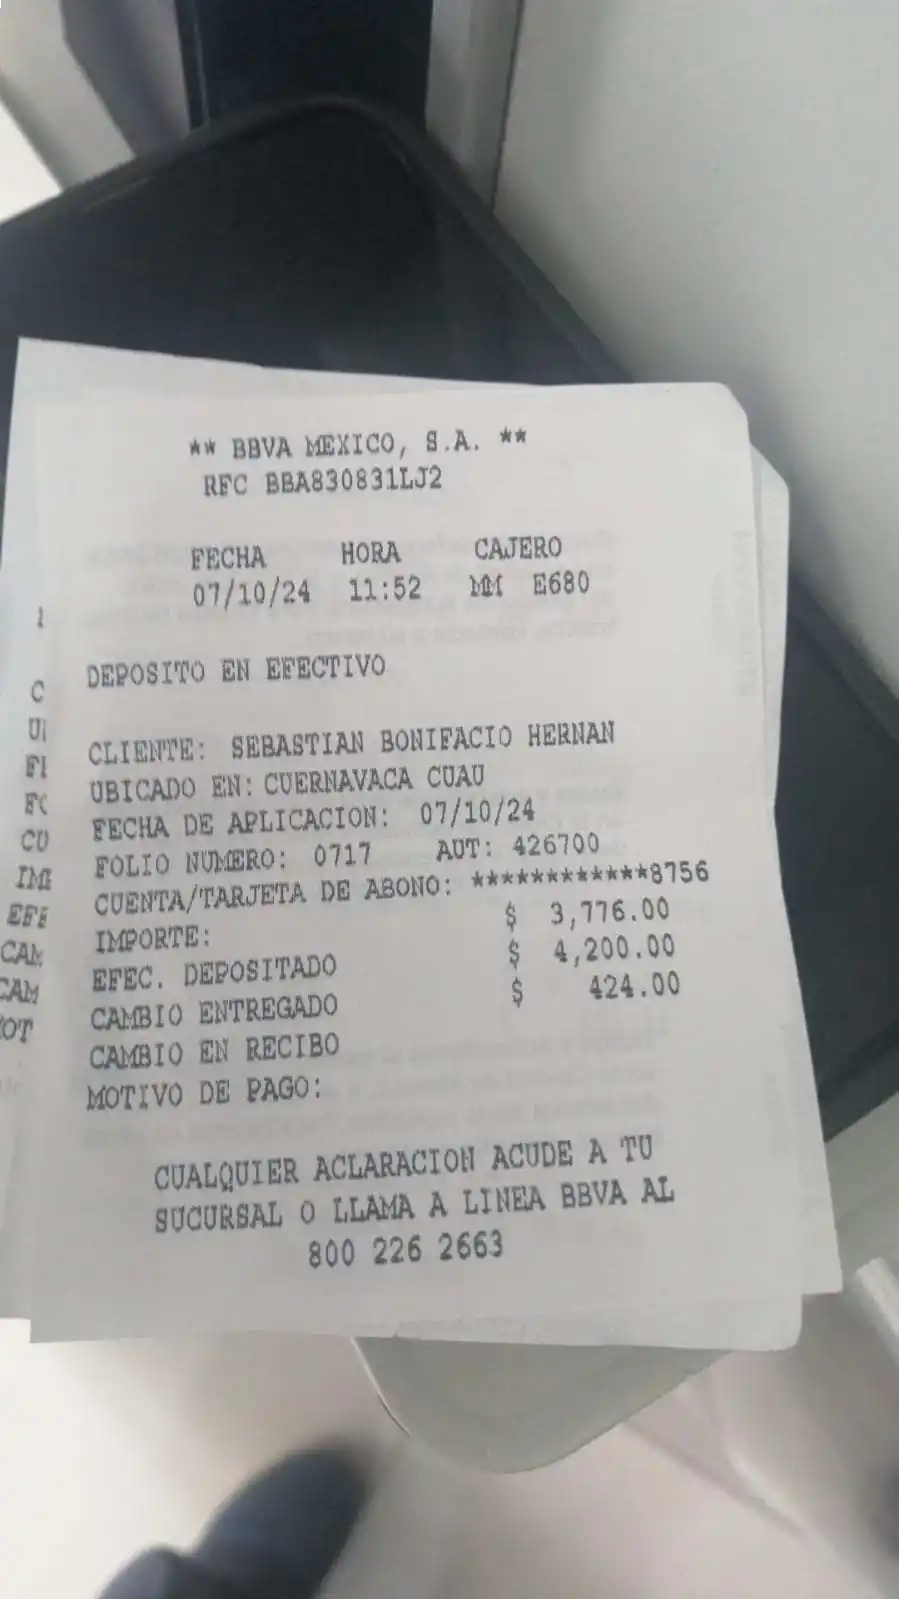 ** BBVA MEXICO, S.A. **
RFC BBA830831LJ2
FECHA HORA CAJERO
07/10/24 11:52 MM E680
DEPOSITO EN EFECTIVO
CLIENTE: SEBASTIAN BONIFACIO HERNAN
UBICADO EN: CUERNAVACA CUAU
FECHA DE APLICACION: 07/10/24
FOLIO NUMERO: 0717 AUT: 426700
CUENTA/TARJETA DE ABONO: ************8756
IMPORTE: $ 3,776.00
EFEC. DEPOSITADO $ 4,200.00
CAMBIO ENTREGADO $ 424.00
CAMBIO EN RECIBO
MOTIVO DE PAGO:
CUALQUIER ACLARACION ACUDE A TU
SUCURSAL O LLAMA A LINEA BBVA AL
800 226 2663